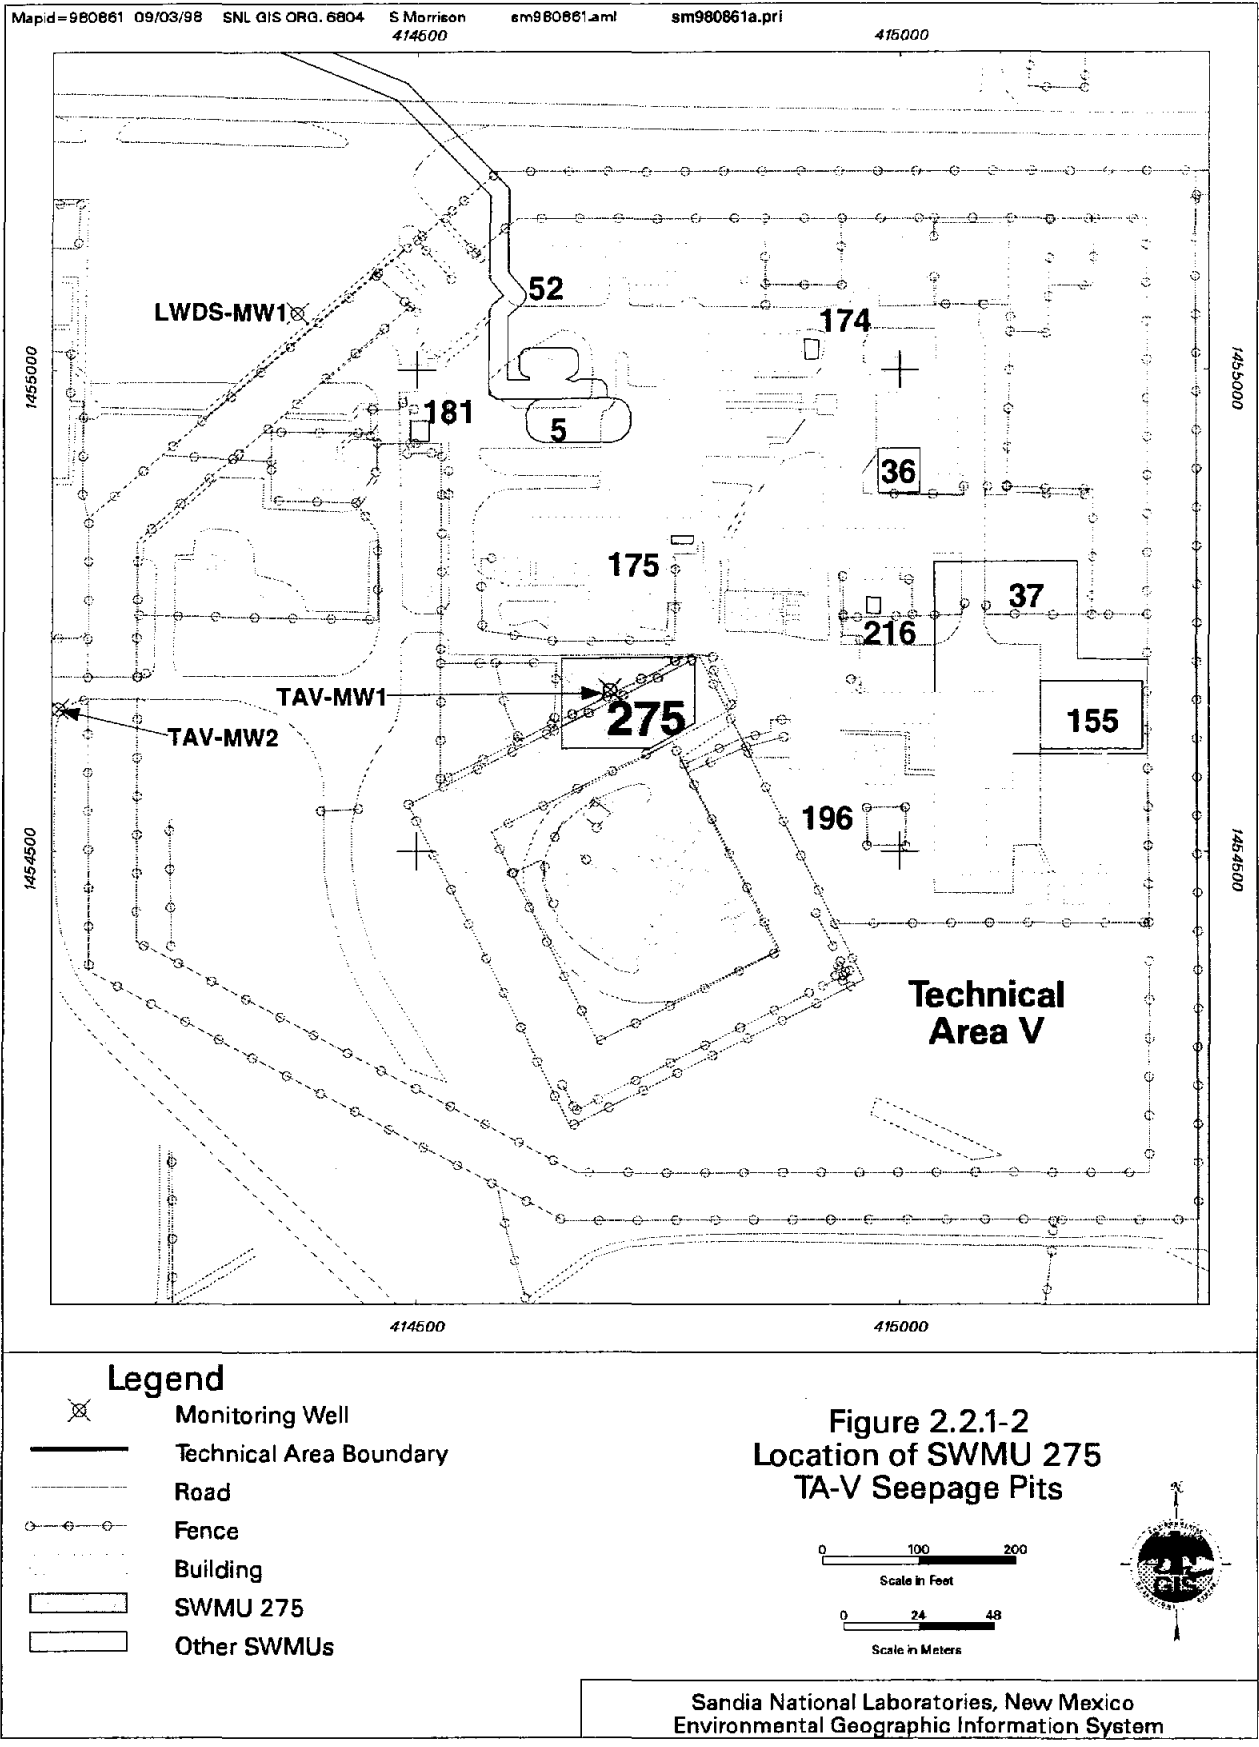 Mapid=980861 09/03/98 SNL GIS ORG. 6804 S Morrison sm980861.aml sm980861a.pri
414500 415000
52
LWDS-MW1
174
1455000 1455000
181
5
36
175
37
216
TAV-MW1
275
155
TAV-MW2
196
1454500 1454500
Technical
Area V
414500 415000
Legend
Monitoring Well
Technical Area Boundary
Road
Fence
Building
SWMU 275
Other SWMUs
Figure 2.2.1-2
Location of SWMU 275
TA-V Seepage Pits
N
0 100 200
Scale in Feet
0 24 48
Scale in Meters
GIS
Sandia National Laboratories, New Mexico
Environmental Geographic Information System